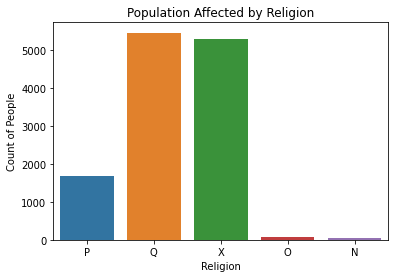 Population Affected by Religion
5000
4000
3000
2000
1000
0
Count of People
P Q X O N
Religion